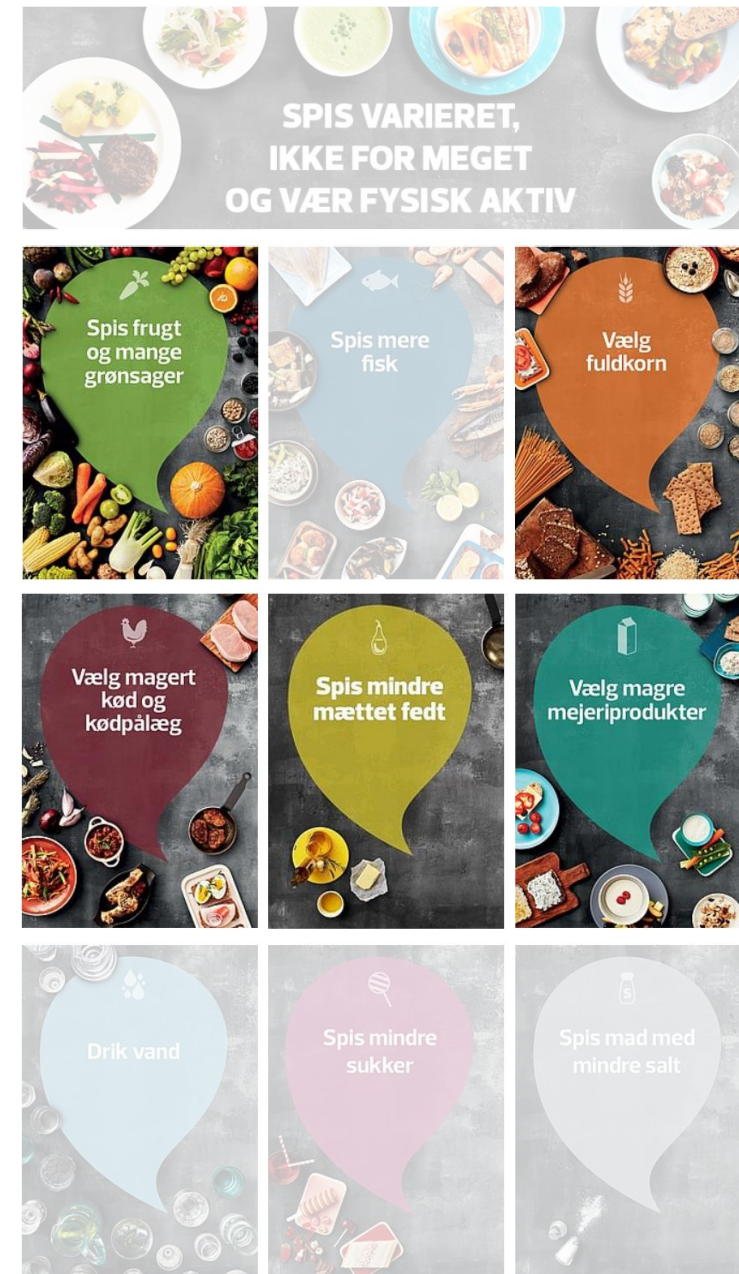 SPIS VARIERET,
IKKE FOR MEGET
OG VÆR FYSISK AKTIV
Spis frugt
og mange
grønsager
Spis mere
fisk
Vælg
fuldkorn
Vælg magert
kød og
kødpålæg
Spis mindre
mættet fedt
Vælg magre
mejeriprodukter
Drik vand
Spis mindre
sukker
S
Spis mad med
mindre salt